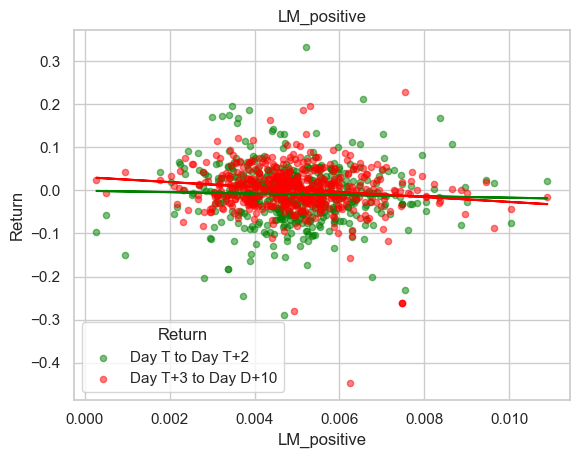 LM_positive
Return
0.3
0.2
0.1
0.0
−0.1
−0.2
−0.3
−0.4
Return
Day T to Day T+2
Day T+3 to Day D+10
0.000 0.002 0.004 0.006 0.008 0.010
LM_positive